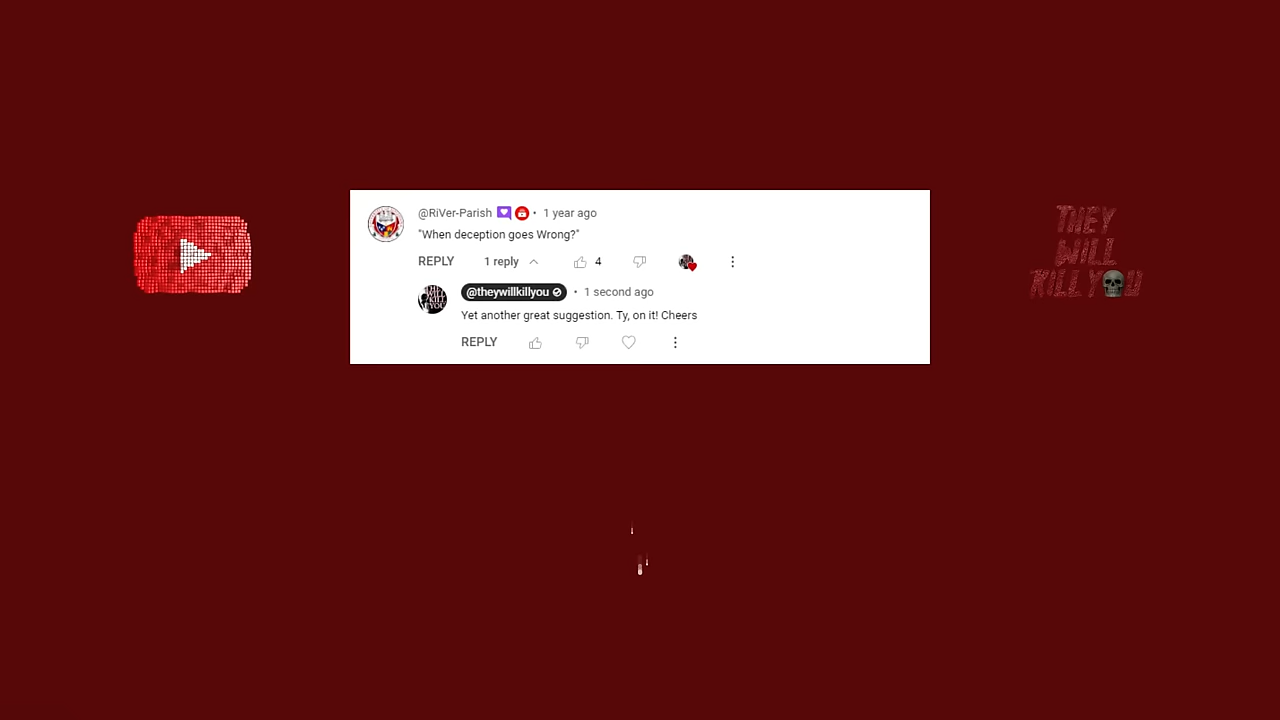 @RiVer-Parish • 1 year ago
"When deception goes Wrong?"
REPLY 1 reply 4
@theywillkillyou • 1 second ago
Yet another great suggestion. Ty, on it! Cheers
REPLY
THEY
WILL
KILL Y💀U